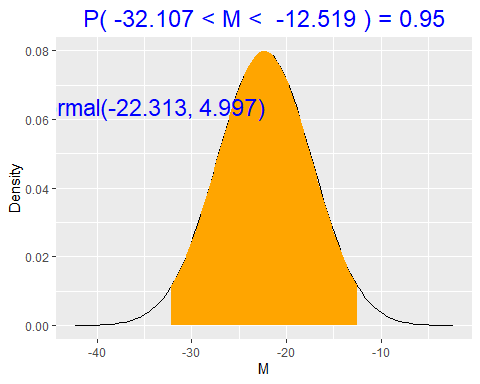 P( -32.107 < M <  -12.519 ) = 0.95
0.08
rmal(-22.313, 4.997)
0.06
Density
0.04
0.02
0.00
-40 -30 -20 -10
M